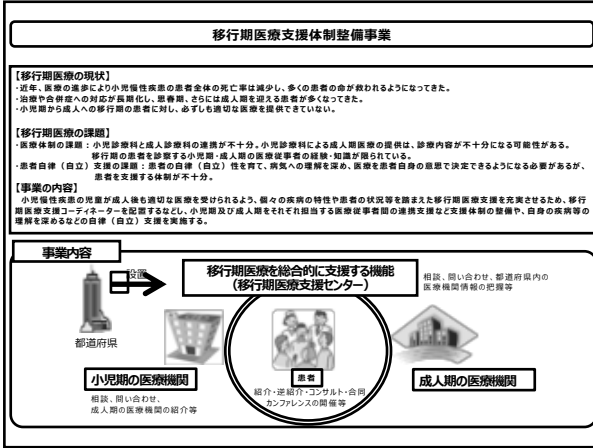 移行期医療支援体制整備事業
【移行期医療の現状】
・近年、医療の進歩により小児慢性疾患の患者全体の死亡率は減少し、多くの患者の命が救われるようになってきた。
・治療や合併症への対応が長期化し、思春期、さらには成人期を迎える患者が多くなってきた。
・小児期から成人への移行期の患者に対し、必ずしも適切な医療を提供できていない。
【移行期医療の課題】
・医療体制の課題：小児診療科と成人診療科の連携が不十分。小児診療科による成人期医療の提供は、診療内容が不十分になる可能性がある。
移行期の患者を診察する小児期・成人期の医療従事者の経験・知識が限られている。
・患者自律（自立）支援の課題：患者の自律（自立）性を育て、病気への理解を深め、医療を患者自身の意思で決定できるようになる必要があるが、
患者を支援する体制が不十分。
【事業の内容】
小児慢性疾患の児童が成人後も適切な医療を受けられるよう、個々の疾病の特性や患者の状況等を踏まえた移行期医療支援を充実させるため、移行
期医療支援コーディネーターを配置するなどし、小児期及び成人期をそれぞれ担当する医療従事者間の連携支援など支援体制の整備や、自身の疾病等の
理解を深めるなどの自律（自立）支援を実施する。
事業内容
設置
移行期医療を総合的に支援する機能
（移行期医療支援センター）
相談、問い合わせ、都道府県内の
医療機関情報の把握等
都道府県
小児期の医療機関
相談、問い合わせ、
成人期の医療機関の紹介等
患者
紹介・逆紹介・コンサルト・合同
カンファレンスの開催等
成人期の医療機関